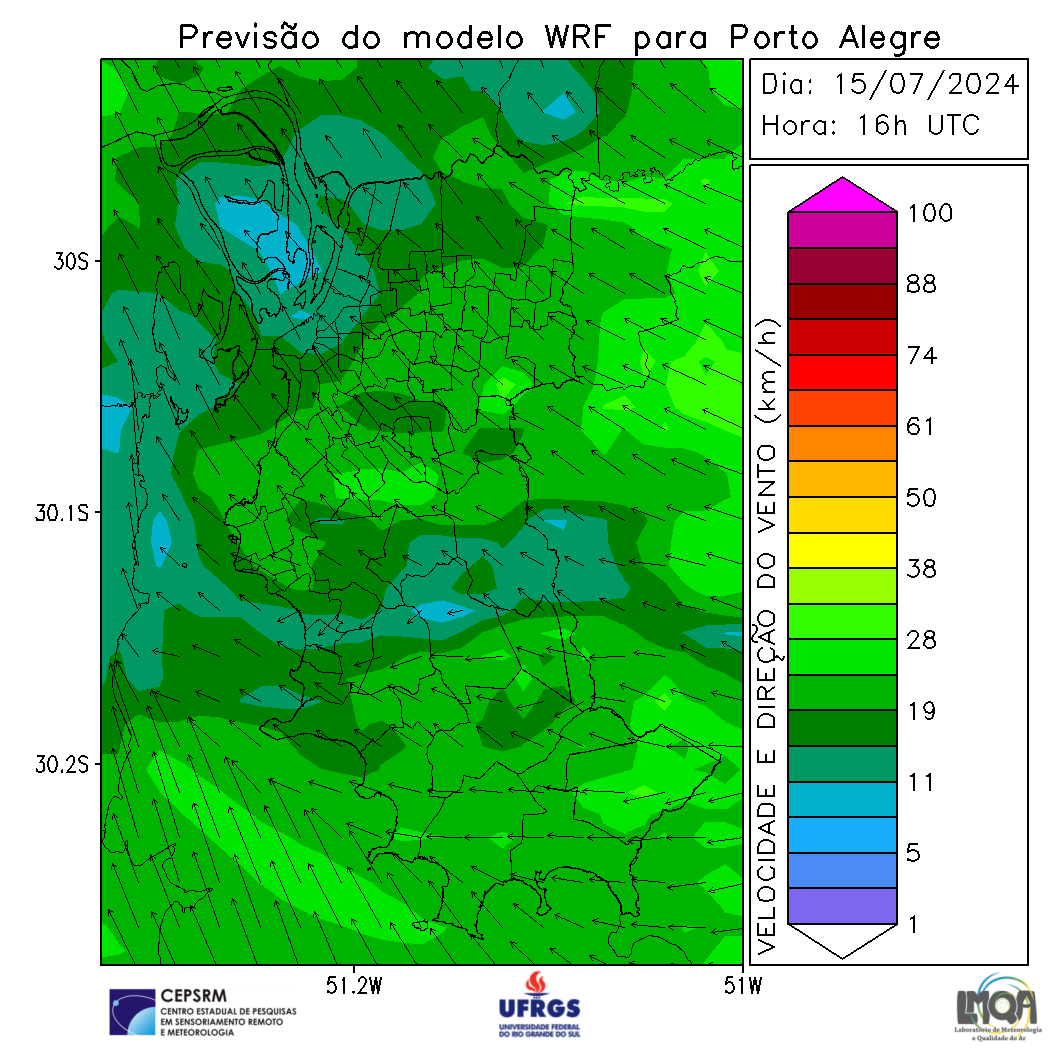 Previsão do modelo WRF para Porto Alegre
Dia: 15/07/2024
Hora: 16h UTC
30S
30.1S
30.2S
51.2W
51W
VELOCIDADE E DIREÇÃO DO VENTO (km/h)
100
88
74
61
50
38
28
19
11
5
1
CEPSRM
CENTRO ESTADUAL DE PESQUISAS
EM SENSORIAMENTO REMOTO
E METEOROLOGIA
UFRGS
UNIVERSIDADE FEDERAL
DO RIO GRANDE DO SUL
LMQA
Laboratório de Meteorologia
e Qualidade do Ar